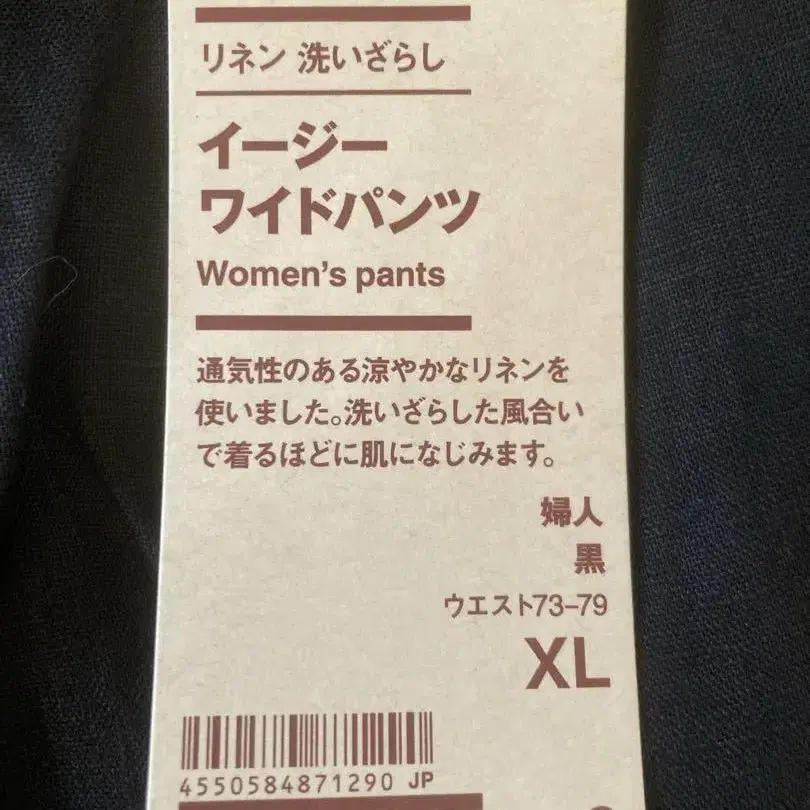 リネン 洗いざらし
イージー
ワイドパンツ
Women's pants
通気性のある涼やかなリネンを
使いました。洗いざらした風合い
で着るほどに肌になじみます。
婦人
黒
ウエスト73–79
XL
4550584871290 JP